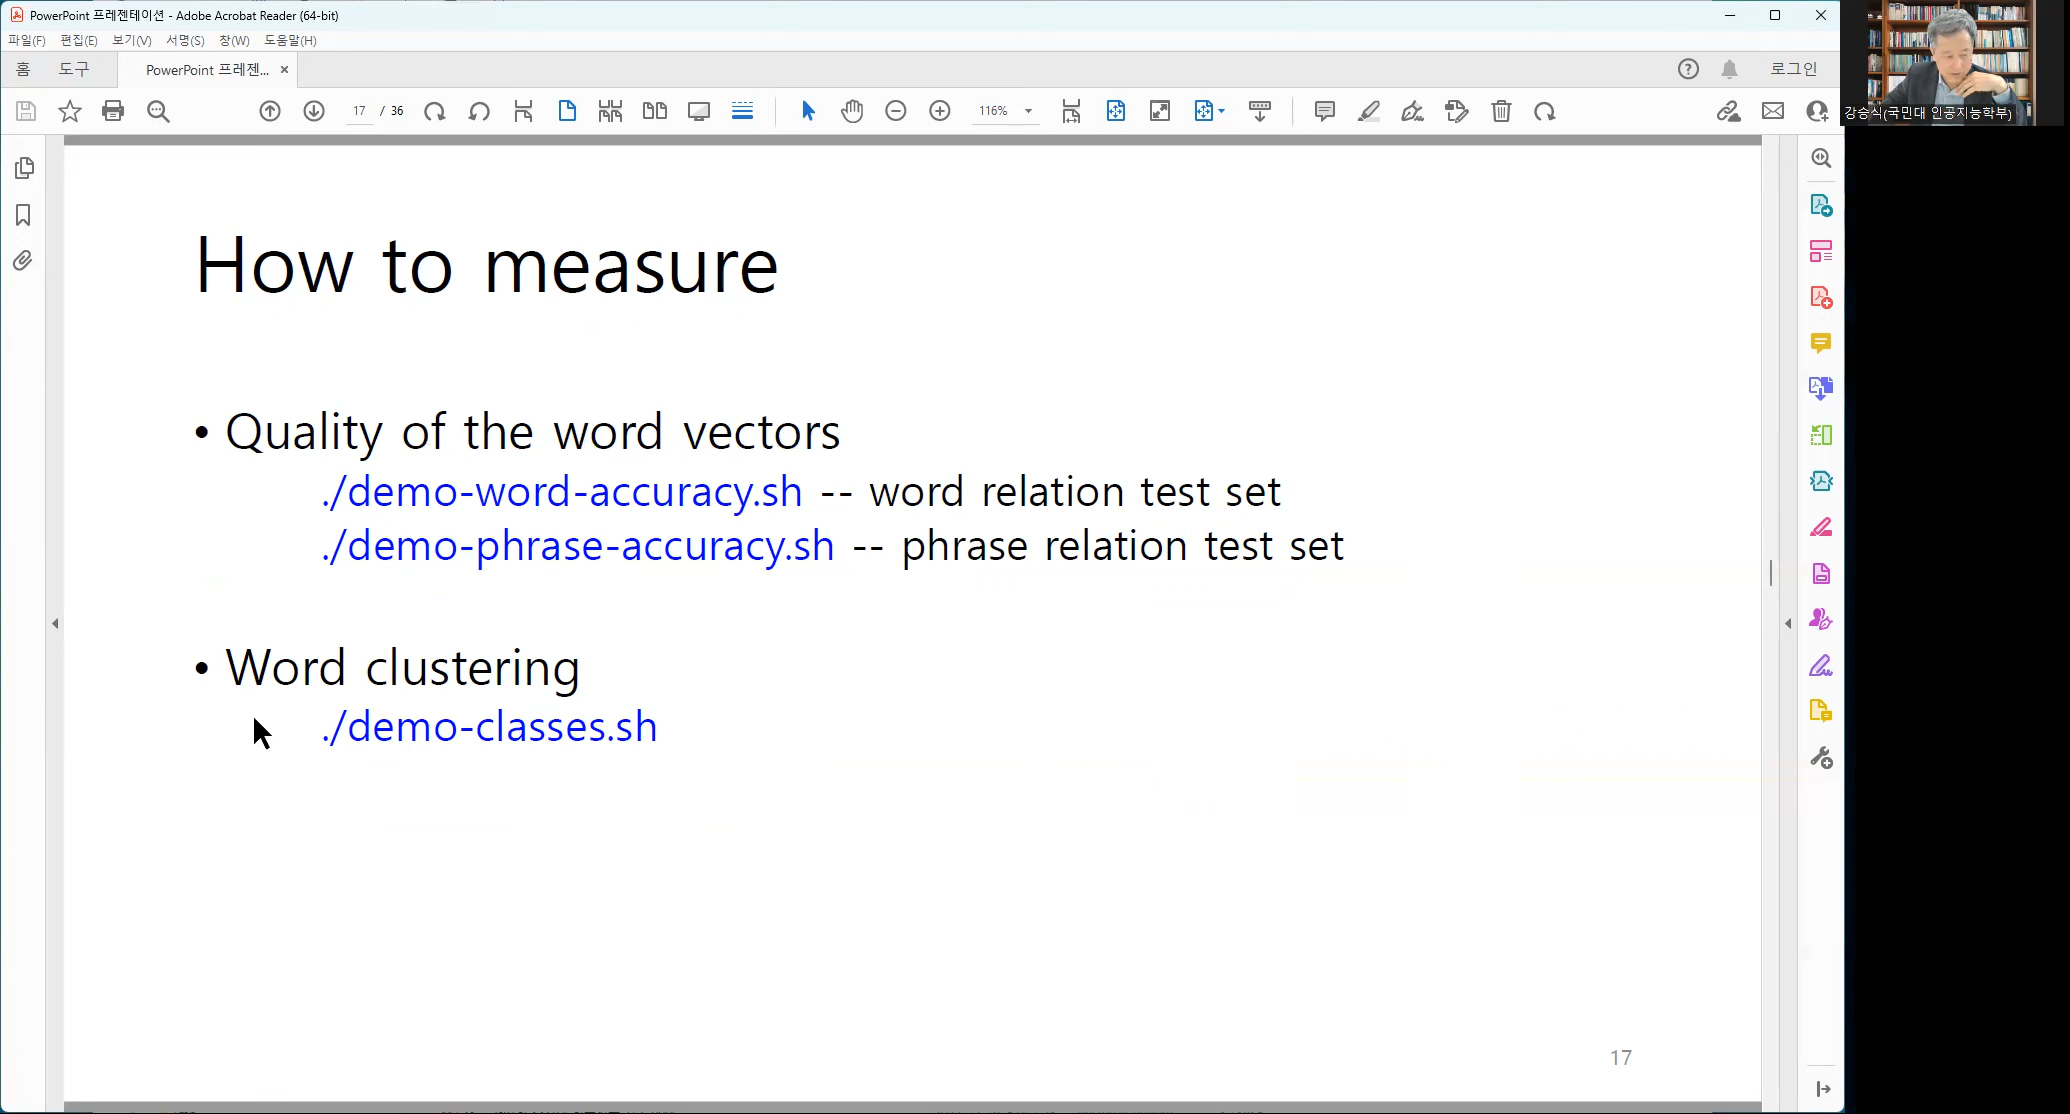 PowerPoint 프레젠테이션 - Adobe Acrobat Reader (64-bit)
파일(F) 편집(E) 보기(V) 서명(S) 창(W) 도움말(H)
홈 도구 PowerPoint 프레젠... × 로그인
17 / 36 116%
강승식(국민대 인공지능학부)
How to measure
• Quality of the word vectors
./demo-word-accuracy.sh -- word relation test set
./demo-phrase-accuracy.sh -- phrase relation test set
• Word clustering
./demo-classes.sh
17